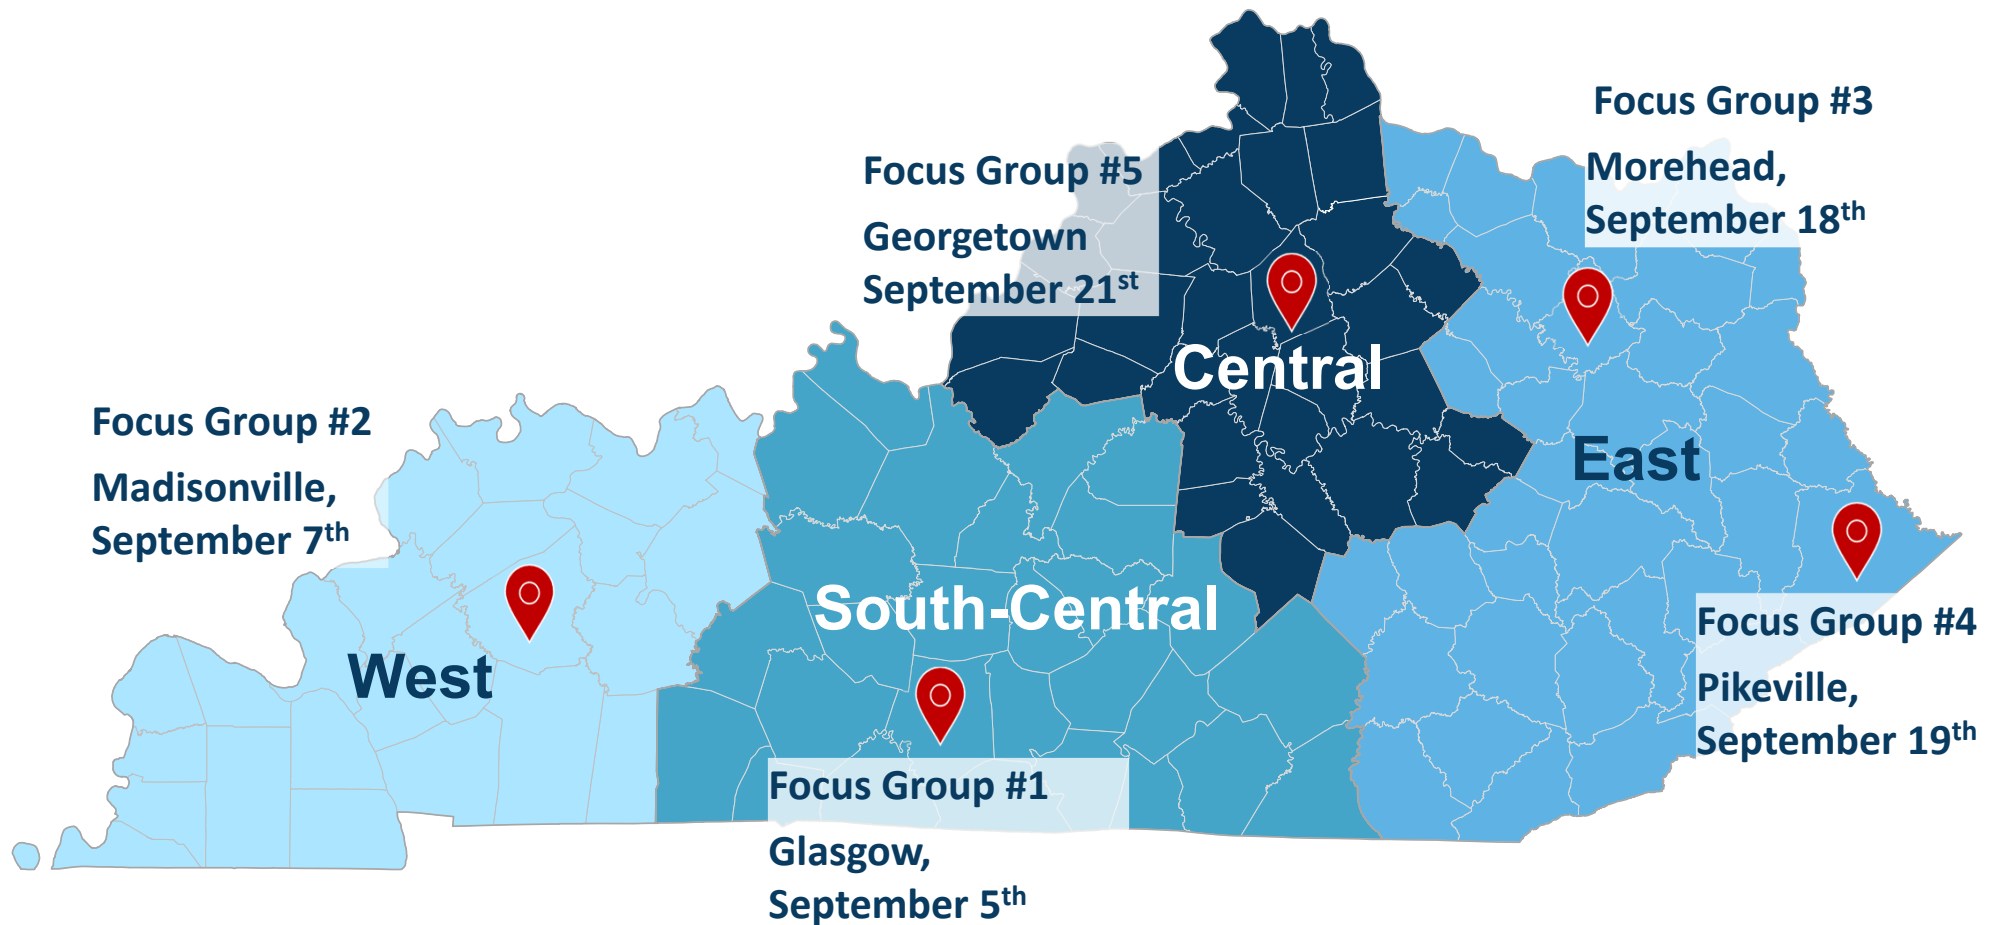 Focus Group #3
Morehead,
September 18th
Focus Group #5
Georgetown
September 21st
Central
Focus Group #2
Madisonville,
September 7th
East
South-Central
West
Focus Group #4
Pikeville,
September 19th
Focus Group #1
Glasgow,
September 5th